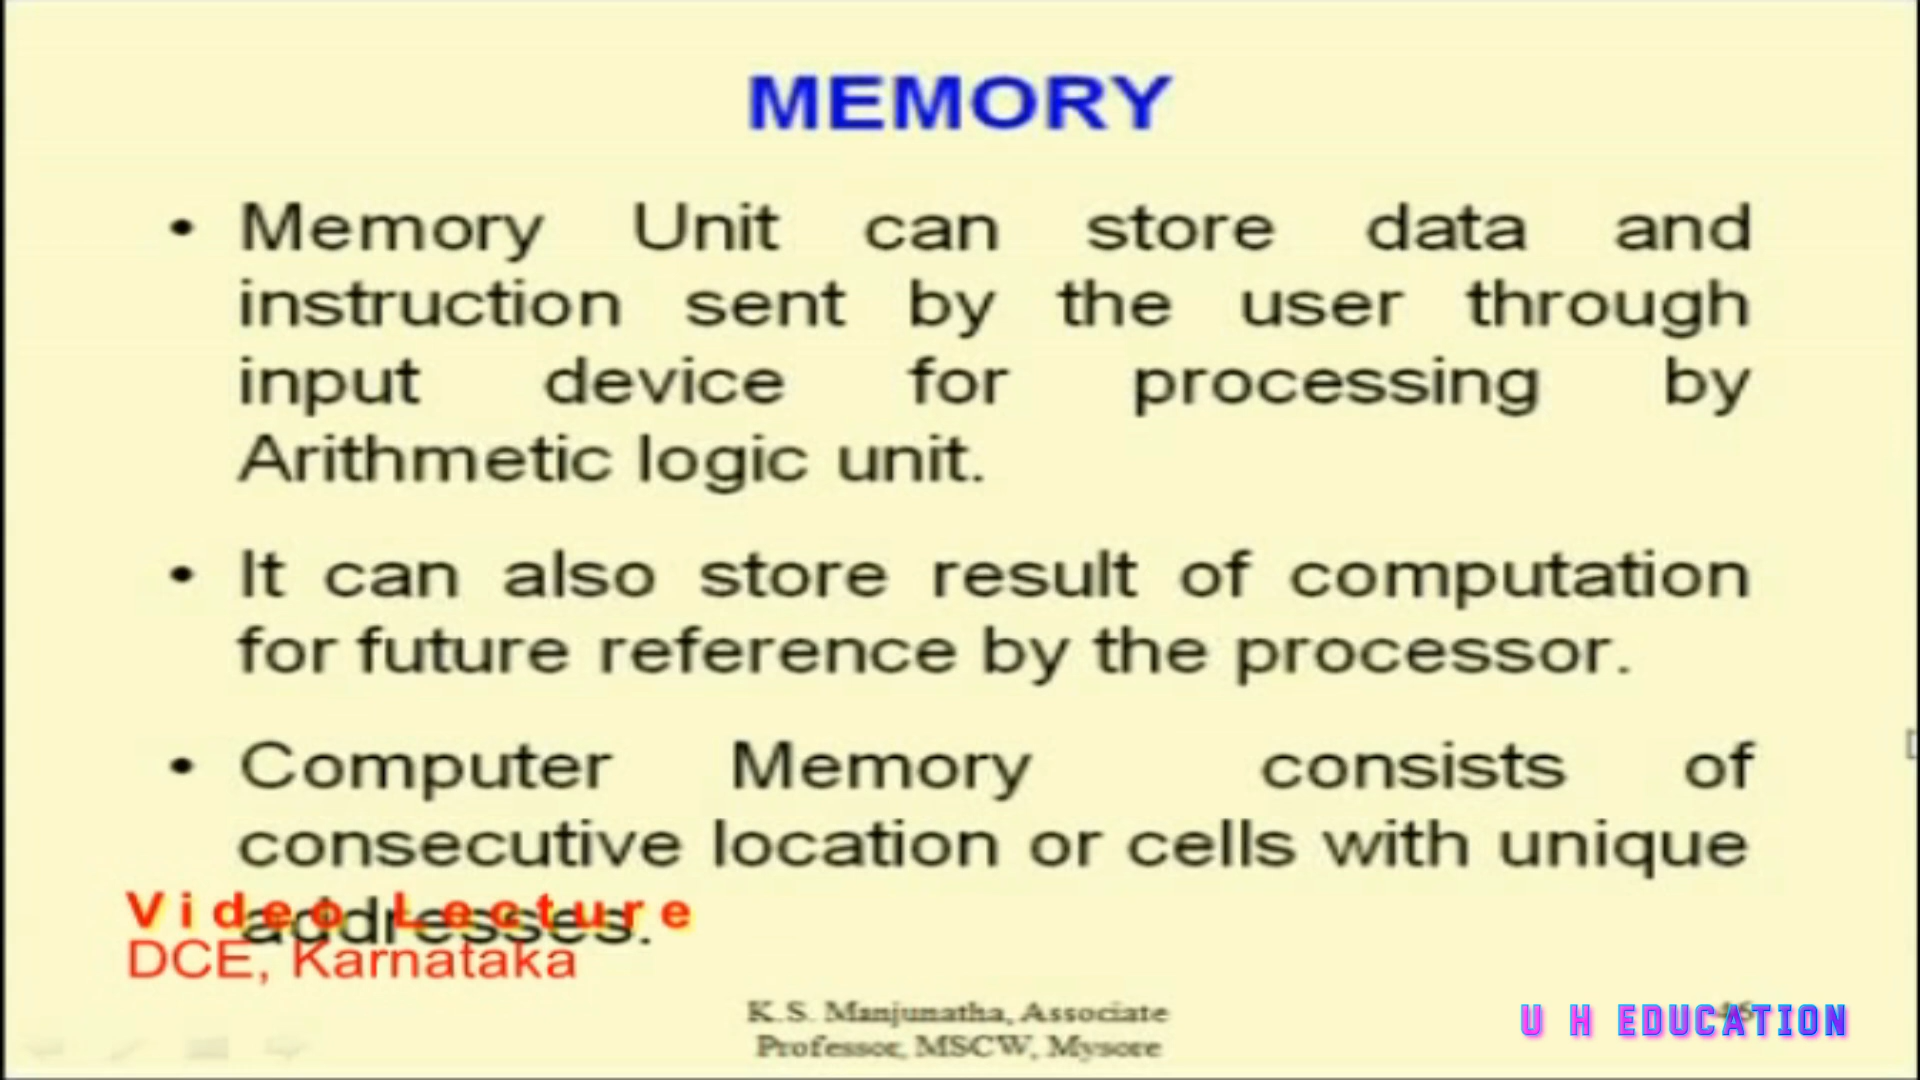 MEMORY
• Memory Unit can store data and
instruction sent by the user through
input device for processing by
Arithmetic logic unit.
• It can also store result of computation
for future reference by the processor.
• Computer Memory consists of
consecutive location or cells with unique
addresses.
Video Lecture
DCE, Karnataka
K.S. Manjunatha, Associate
Professor, MSCW, Mysore
U H EDUCATION